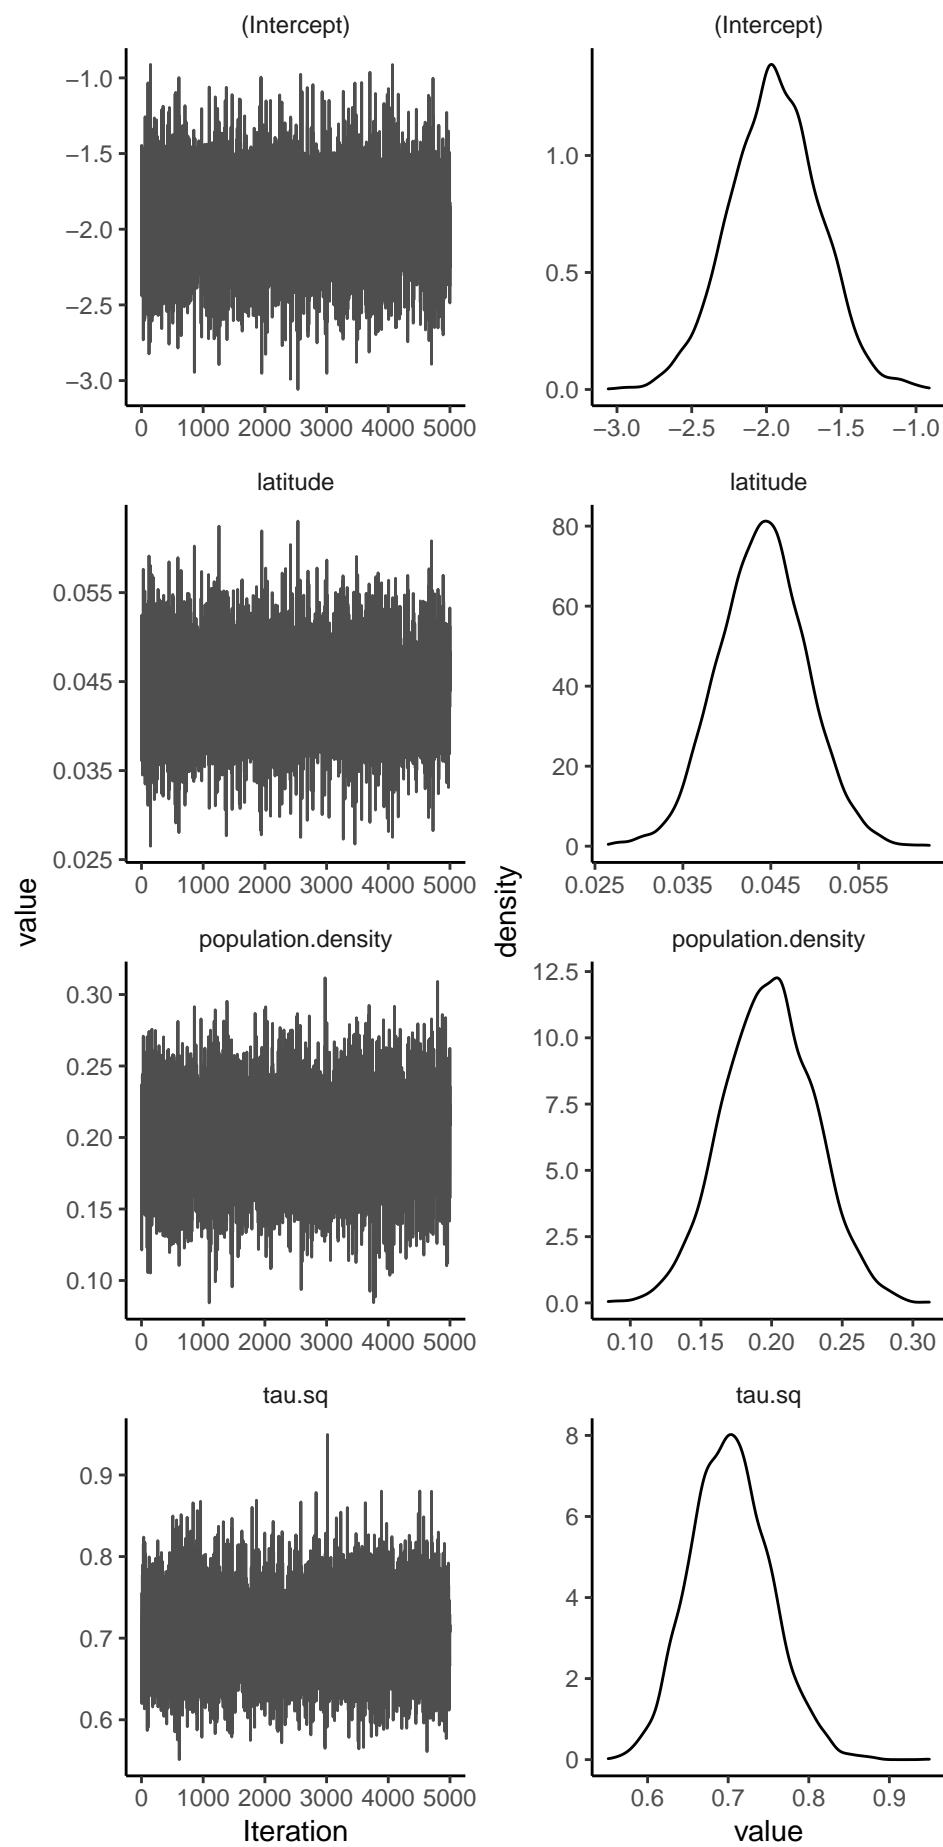 (Intercept)
(Intercept)
−1.0
−1.5
−2.0
−2.5
−3.0
0 1000 2000 3000 4000 5000
1.0
0.5
0.0
−3.0 −2.5 −2.0 −1.5 −1.0
latitude
latitude
0.055
0.045
0.035
0.025
0 1000 2000 3000 4000 5000
80
60
40
20
0
0.025 0.035 0.045 0.055
value
density
population.density
population.density
0.30
0.25
0.20
0.15
0.10
0 1000 2000 3000 4000 5000
12.5
10.0
7.5
5.0
2.5
0.0
0.10 0.15 0.20 0.25 0.30
tau.sq
tau.sq
0.9
0.8
0.7
0.6
0 1000 2000 3000 4000 5000
8
6
4
2
0
0.6 0.7 0.8 0.9
Iteration
value